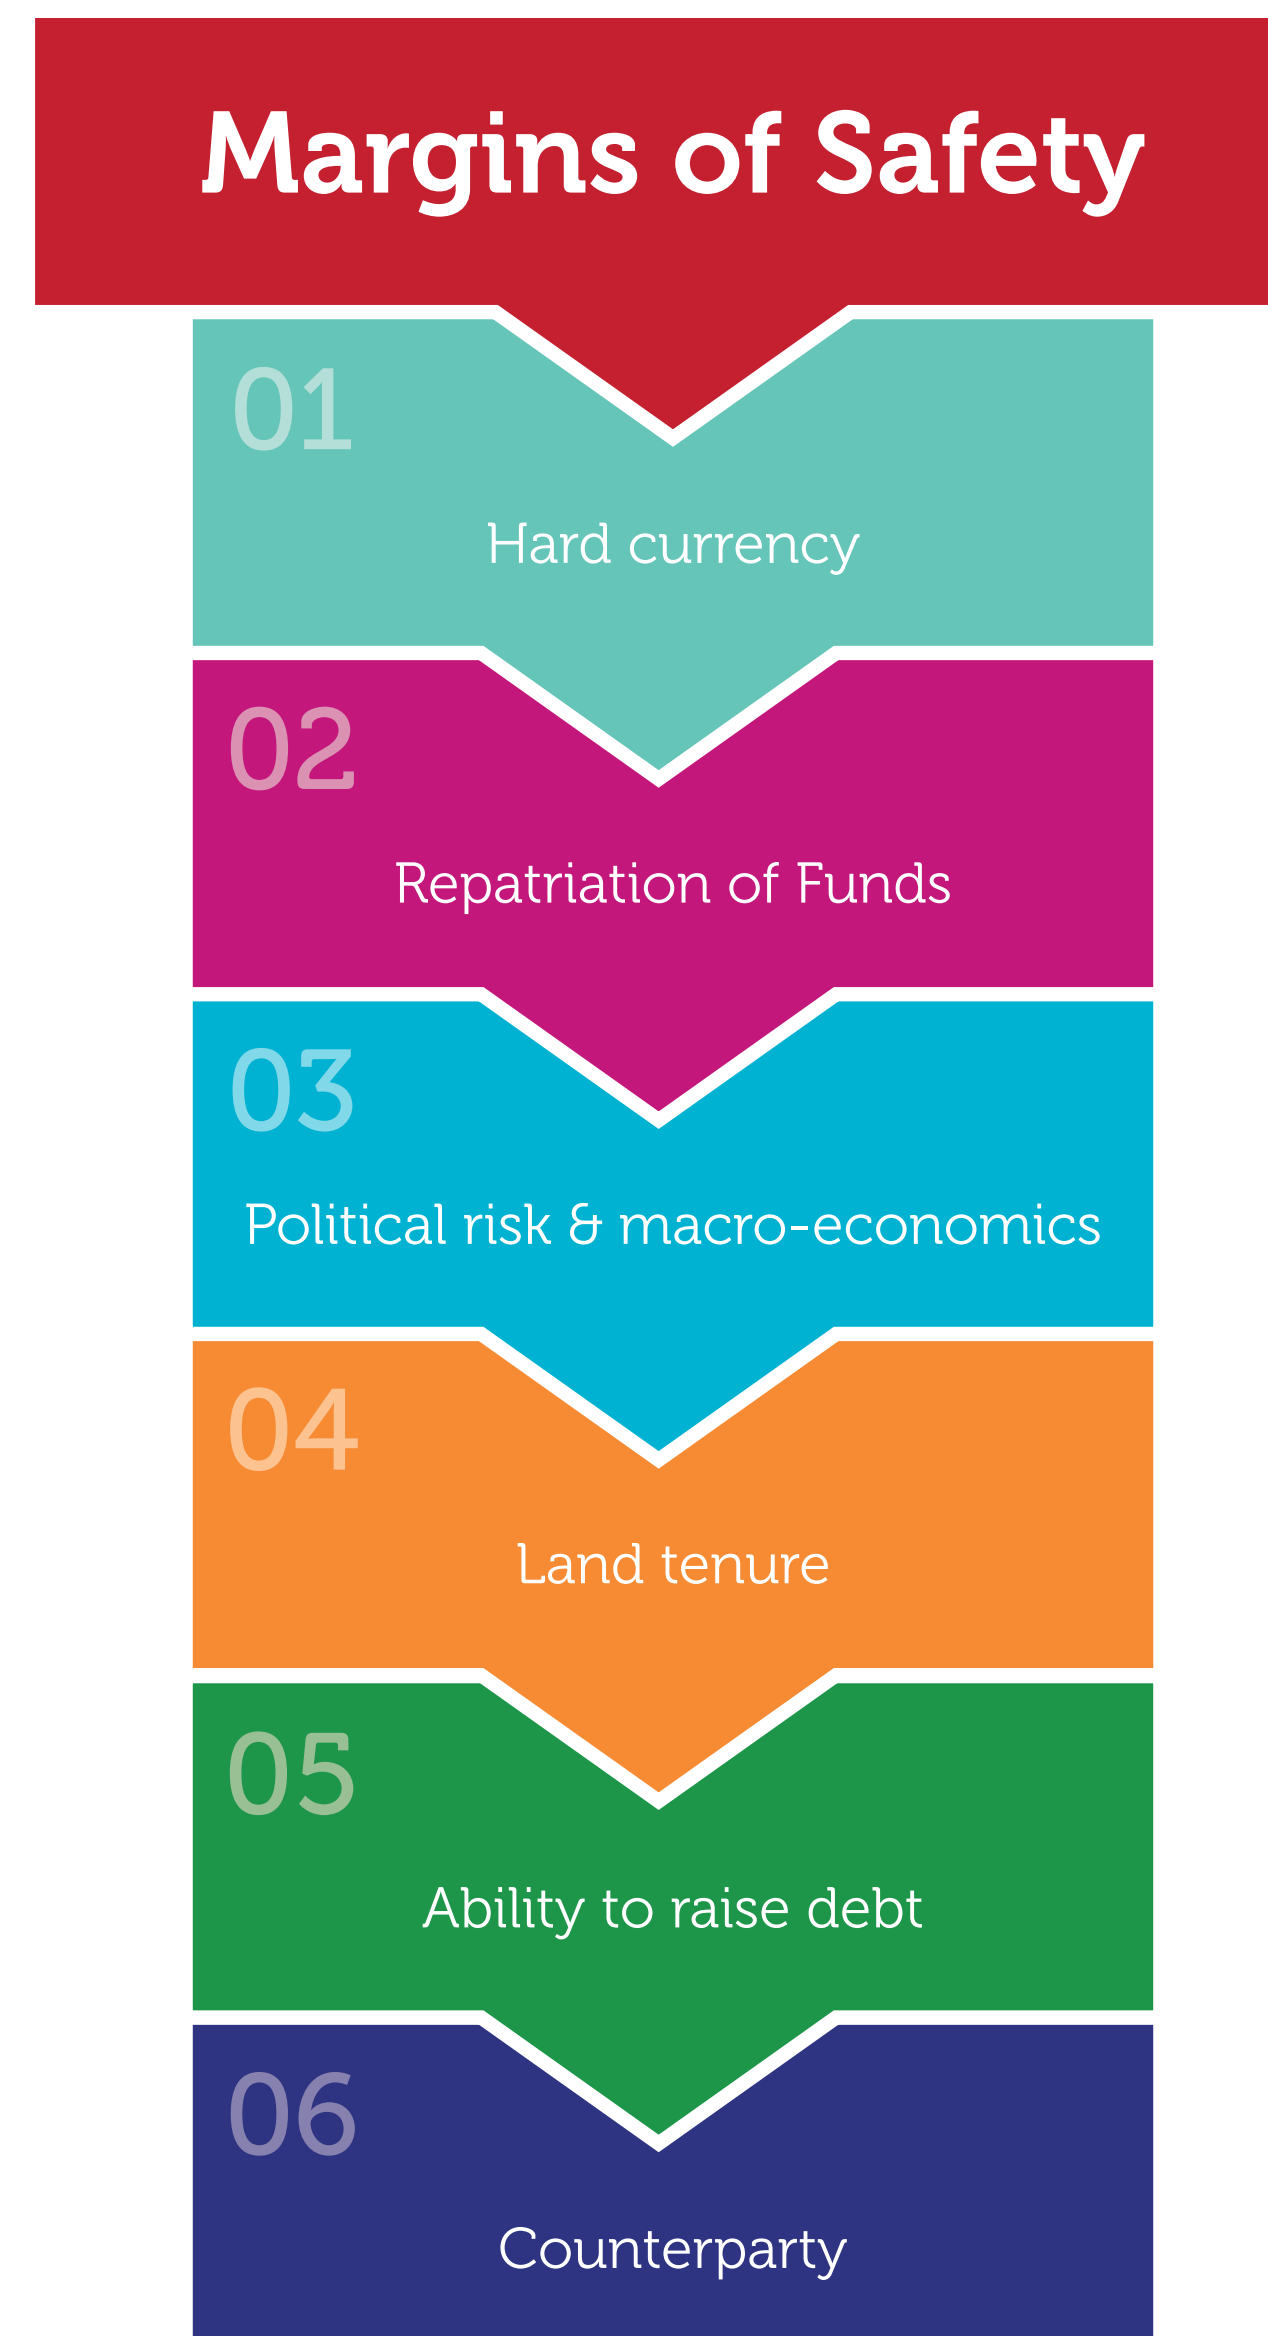 Margins of Safety
01
Hard currency
02
Repatriation of Funds
03
Political risk & macro-economics
04
Land tenure
05
Ability to raise debt
06
Counterparty